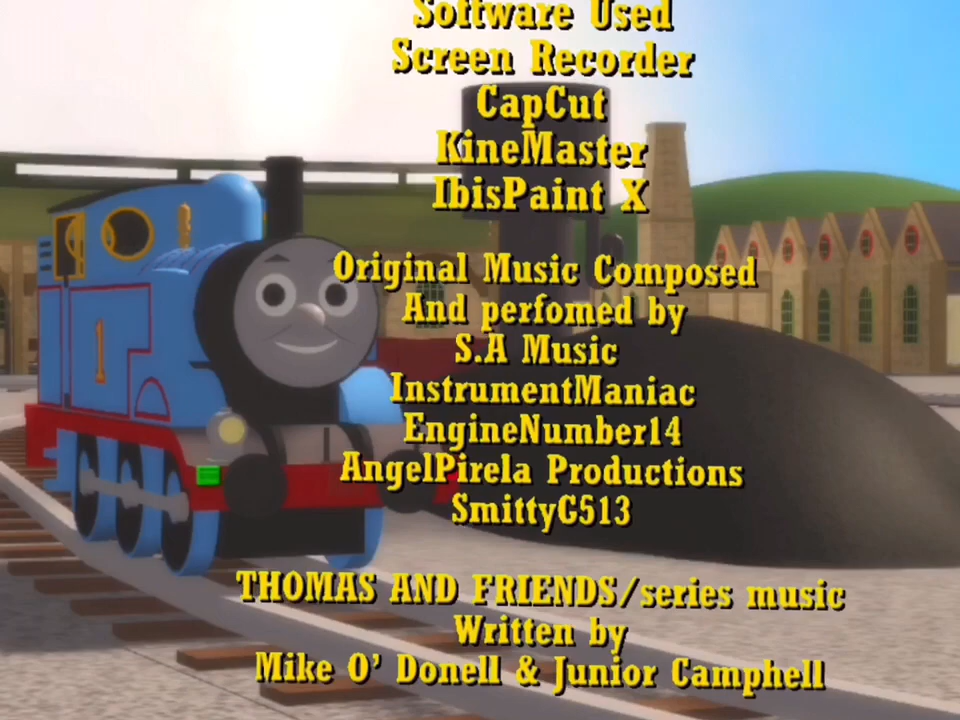 Software Used
Screen Recorder
CapCut
KineMaster
IbisPaint X
Original Music Composed
And perfomed by
S.A Music
InstrumentManiac
EngineNumber14
AngelPirela Productions
SmittyG513
THOMAS AND FRIENDS/series music
Written by
Mike O' Donell & Junior Camphell
1